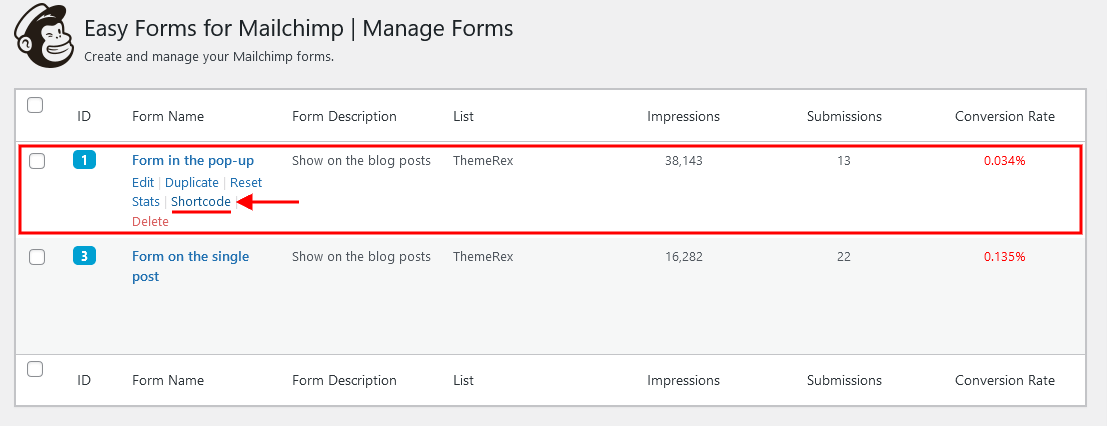 Easy Forms for Mailchimp | Manage Forms
Create and manage your Mailchimp forms.
ID Form Name Form Description List Impressions Submissions Conversion Rate
1 Form in the pop-up Show on the blog posts ThemeRex 38,143 13 0.034%
Edit | Duplicate | Reset
Stats | Shortcode |
Delete
3 Form on the single Show on the blog posts ThemeRex 16,282 22 0.135%
post
ID Form Name Form Description List Impressions Submissions Conversion Rate